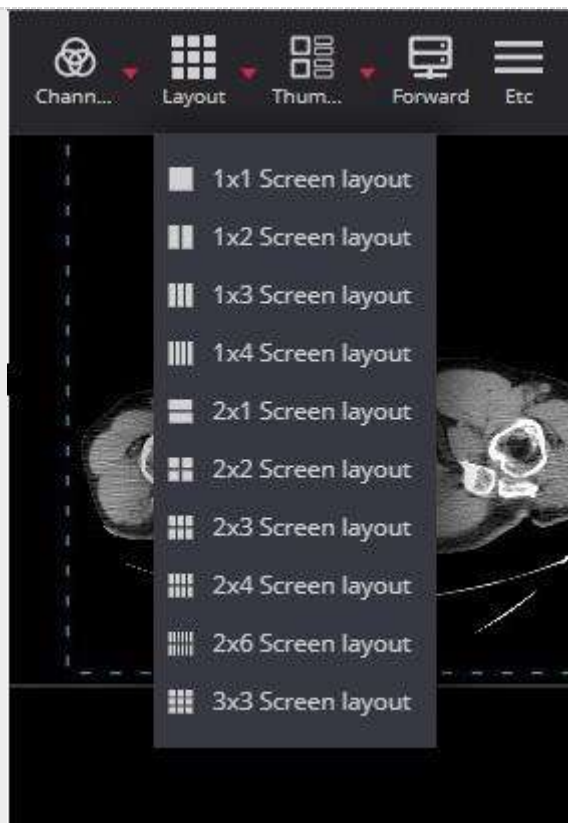 Chann... Layout Thum... Forward Etc
1x1 Screen layout
1x2 Screen layout
1x3 Screen layout
1x4 Screen layout
2x1 Screen layout
2x2 Screen layout
2x3 Screen layout
2x4 Screen layout
2x6 Screen layout
3x3 Screen layout